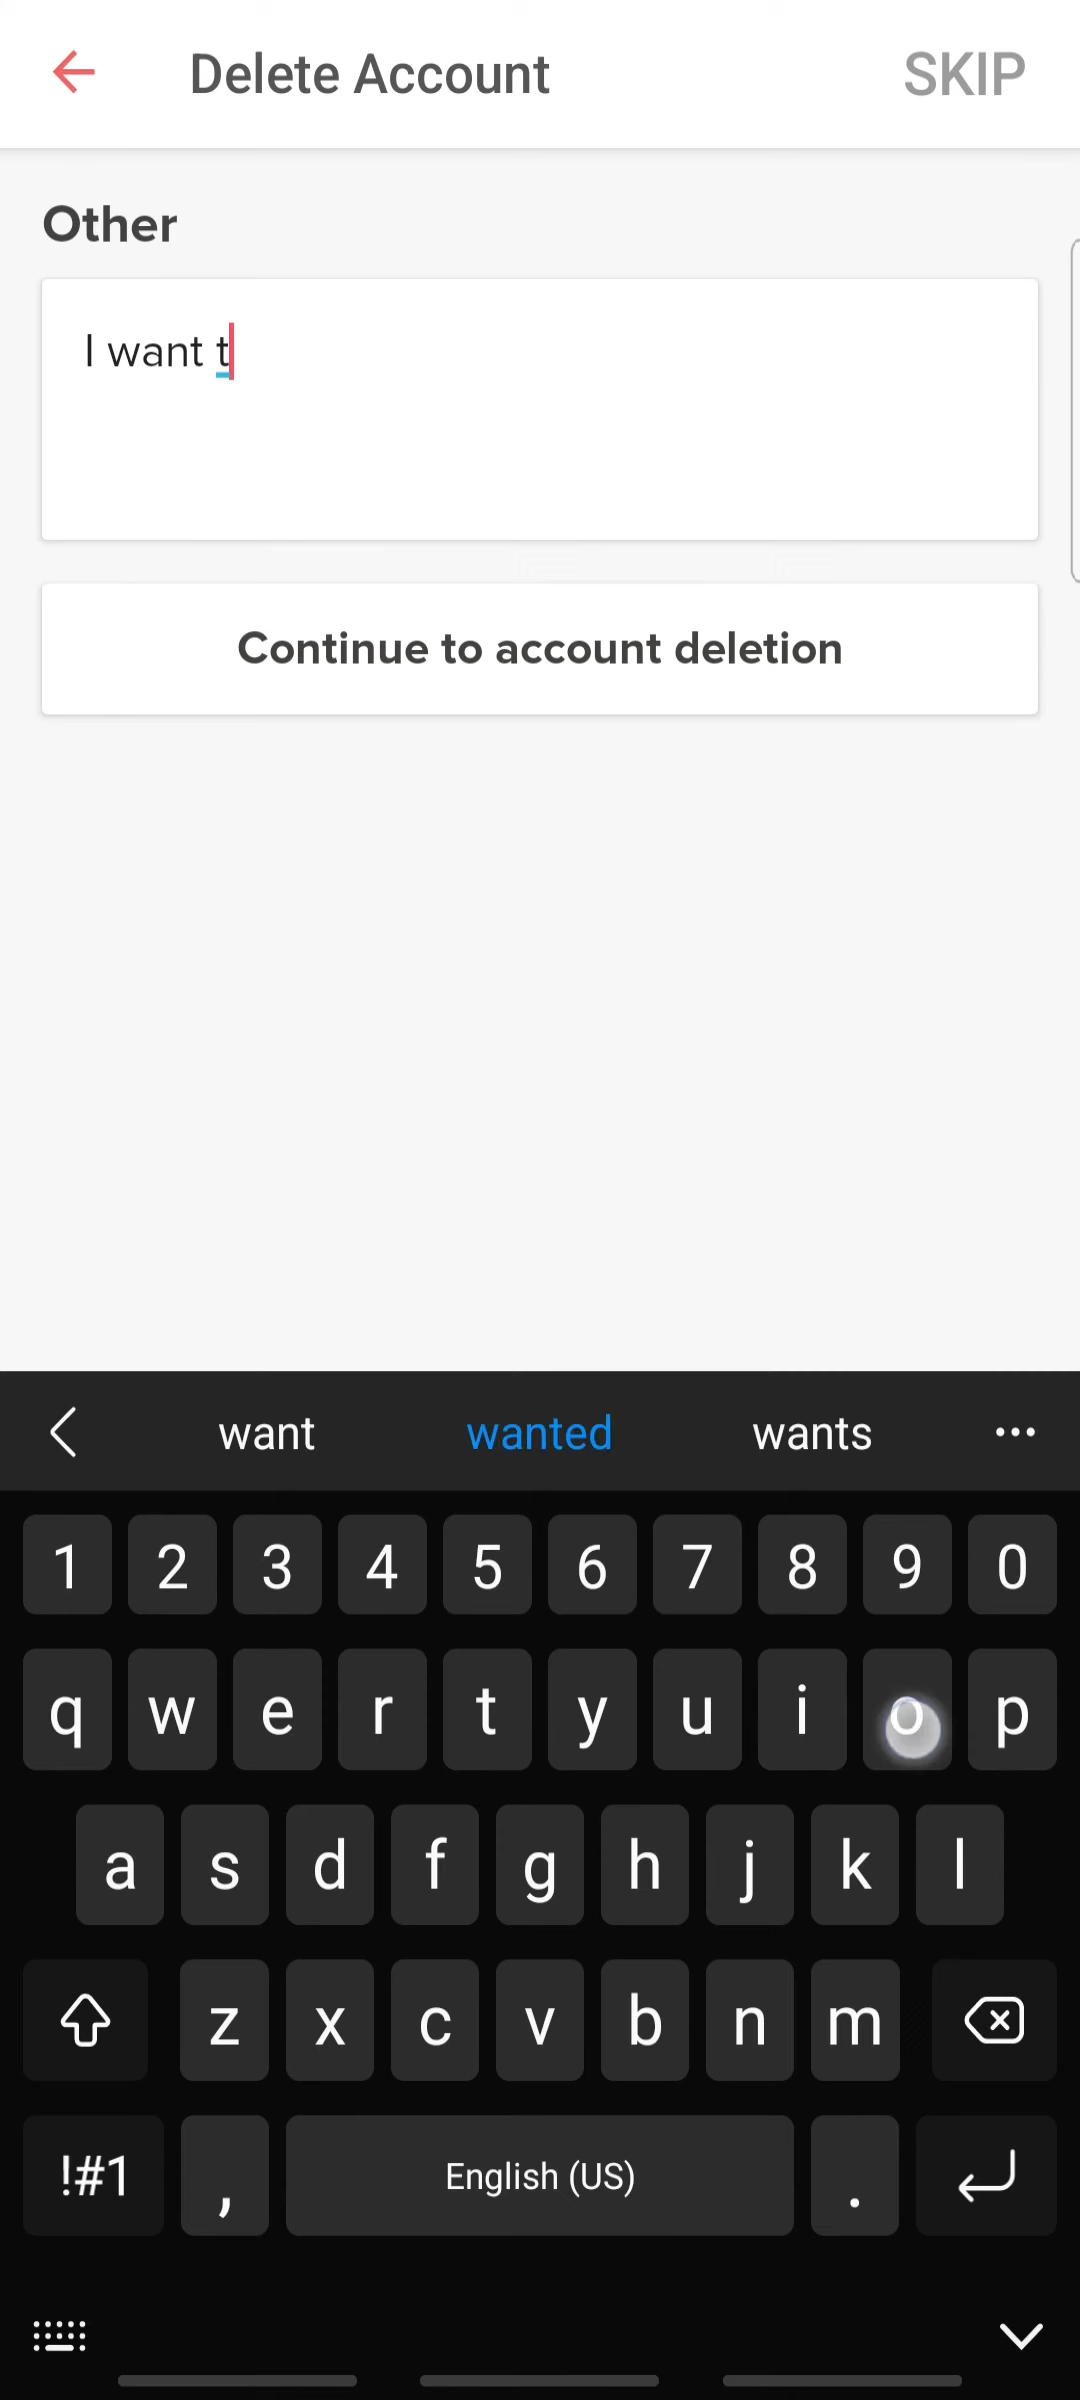 Delete Account SKIP
Other
I want t
Continue to account deletion
want wanted wants
1 2 3 4 5 6 7 8 9 0
q w e r t y u i o p
a s d f g h j k l
z x c v b n m
!#1 , English (US) .